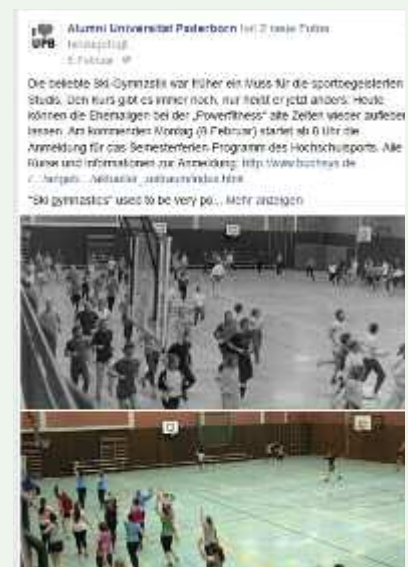 UPB
Alumni Universität Paderborn hat 2 neue Fotos
hinzugefügt.
5. Februar
Die beliebte Ski-Gymnastik war früher ein Muss für die sportbegeisterten
Studis. Den Kurs gibt es immer noch, nur heißt er jetzt anders: Heute
können die Ehemaligen bei der „Powerfitness“ alte Zeiten wieder aufleben
lassen. Am kommenden Montag (8 Februar) startet ab 8 Uhr die
Anmeldung für das Semesterferien-Programm des Hochschulsports. Alle
Kurse und Informationen zur Anmeldung:
"Ski gymnastics" used to be very po... Mehr anzeigen